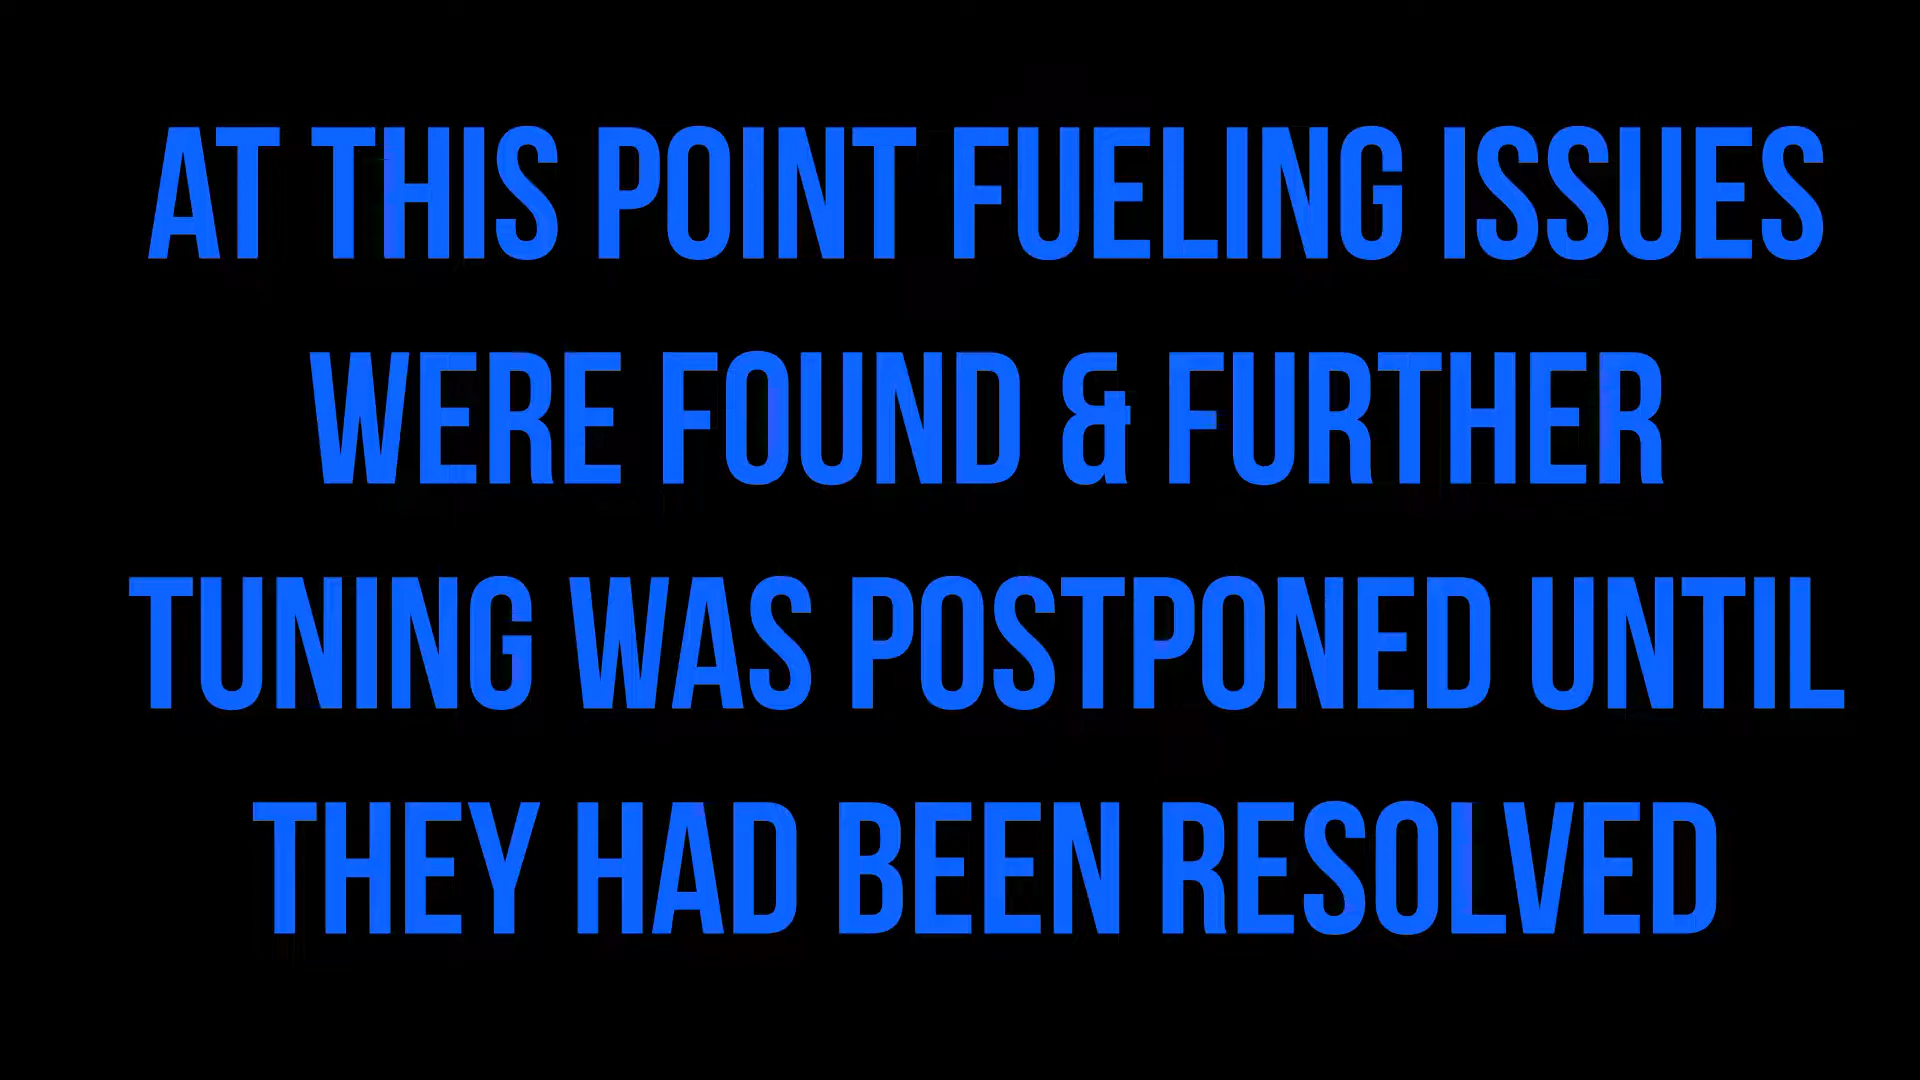 AT THIS POINT FUELING ISSUES
WERE FOUND & FURTHER
TUNING WAS POSTPONED UNTIL
THEY HAD BEEN RESOLVED